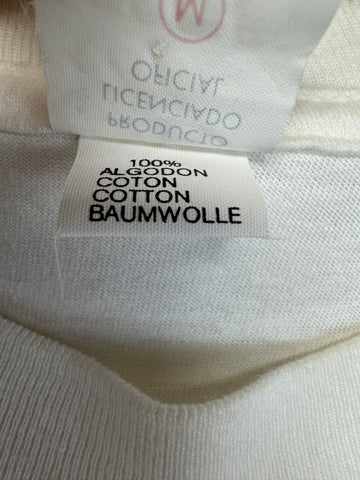 M
PRODUCTO
LICENCIADO
OFICIAL
100%
ALGODON
COTON
COTTON
BAUMWOLLE